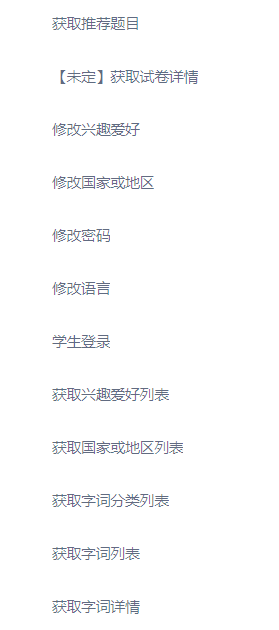 获取推荐题目
【未定】获取试卷详情
修改兴趣爱好
修改国家或地区
修改密码
修改语言
学生登录
获取兴趣爱好列表
获取国家或地区列表
获取字词分类列表
获取字词列表
获取字词详情